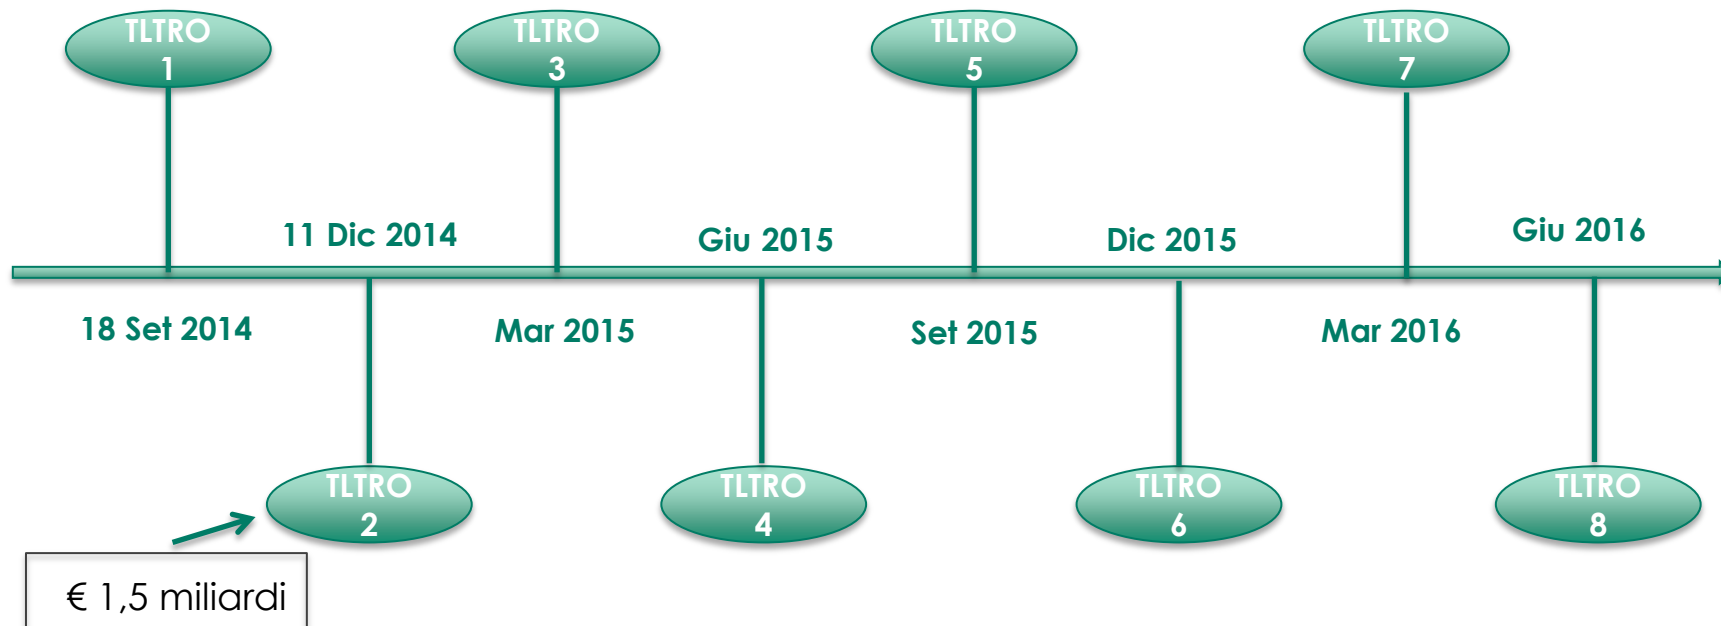 TLTRO
1
TLTRO
3
TLTRO
5
TLTRO
7
11 Dic 2014
Giu 2015
Dic 2015
Giu 2016
18 Set 2014
Mar 2015
Set 2015
Mar 2016
TLTRO
2
TLTRO
4
TLTRO
6
TLTRO
8
€ 1,5 miliardi